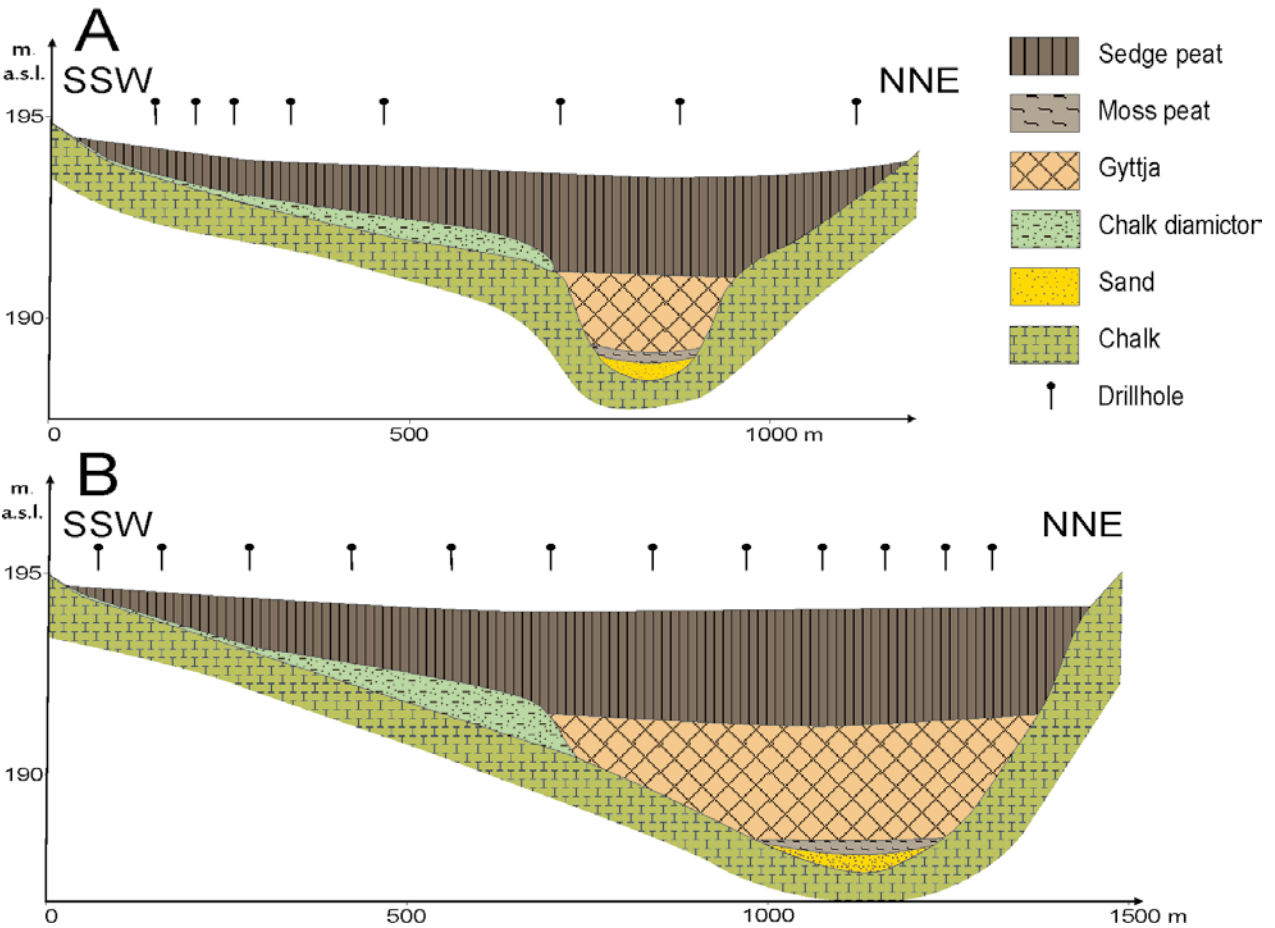 A
m.
a.s.l.
SSW
NNE
195
190
0
500
1000 m
Sedge peat
Moss peat
Gyttja
Chalk diamicton
Sand
Chalk
Drillhole
B
m.
a.s.l.
SSW
NNE
195
190
0
500
1000
1500 m